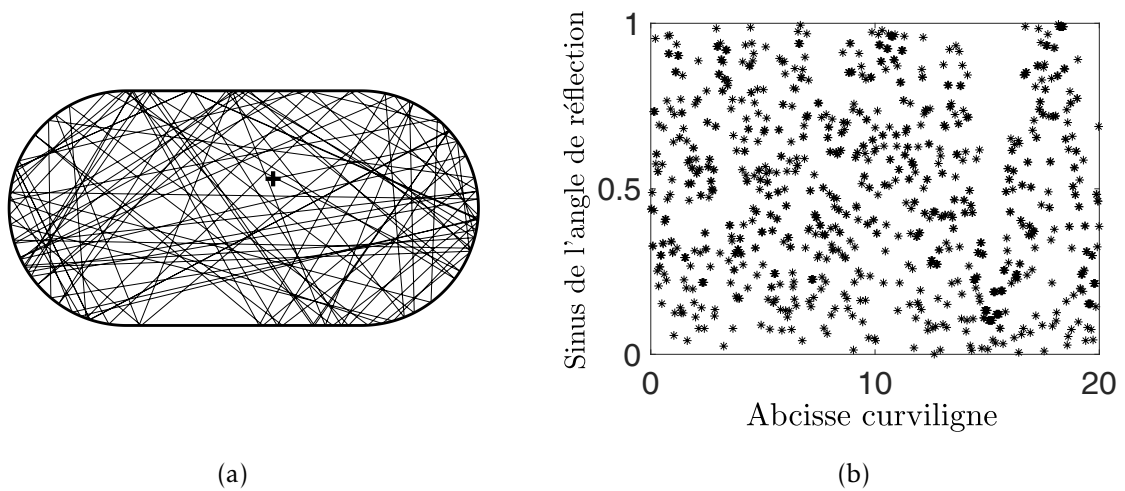 Sinus de l'angle de réflection
1
0.5
0
0 10 20
Abcisse curviligne
(a) (b)